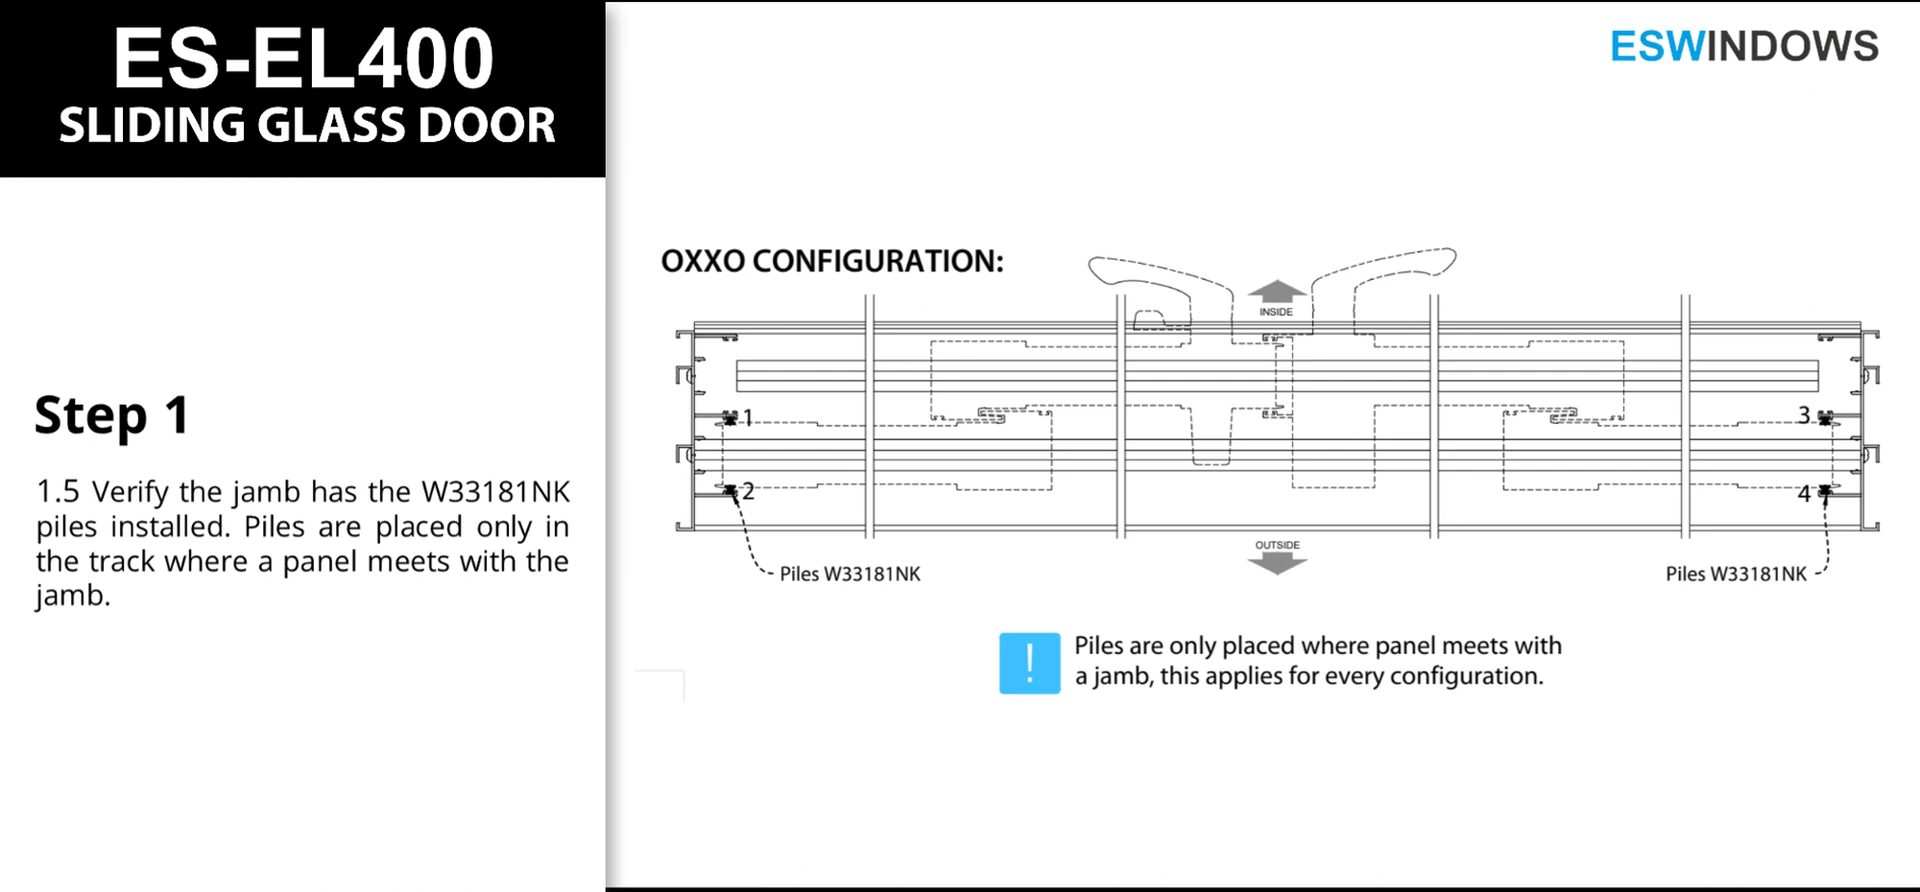 ES-EL400
SLIDING GLASS DOOR
Step 1
1.5 Verify the jamb has the W33181NK
piles installed. Piles are placed only in
the track where a panel meets with the
jamb.
ESWINDOWS
OXXO CONFIGURATION:
INSIDE
1
3
2
4
OUTSIDE
Piles W33181NK
Piles W33181NK
!
Piles are only placed where panel meets with
a jamb, this applies for every configuration.